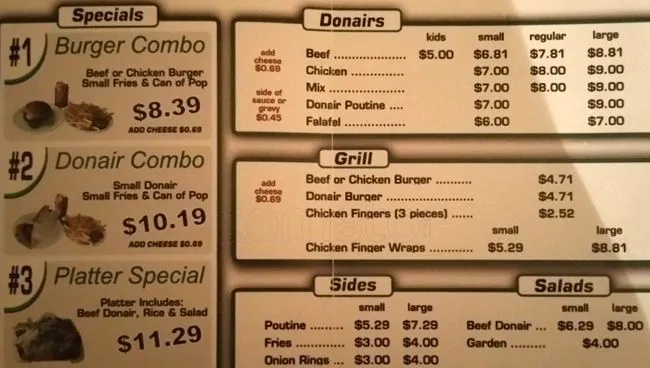 Specials
#1 Burger Combo
Beef or Chicken Burger
Small Fries & Can of Pop
$8.39
ADD CHEESE $0.69
#2 Donair Combo
Small Donair
Small Fries & Can of Pop
$10.19
ADD CHEESE $0.69
#3 Platter Special
Platter Includes:
Beef Donair, Rice & Salad
$11.29
Donairs
kids small regular large
add
cheese
$0.69
side of
sauce or
gravy
$0.45
Beef .................. $5.00 $6.81 $7.81 $8.81
Chicken .............. $7.00 $8.00 $9.00
Mix ..................... $7.00 $8.00 $9.00
Donair Poutine .... $7.00 $9.00
Falafel ............... $6.00 $7.00
Grill
add
cheese
$0.69
Beef or Chicken Burger .......... $4.71
Donair Burger ........................ $4.71
Chicken Fingers (3 pieces) ...... $2.52
small large
Chicken Finger Wraps .......... $5.29 $8.81
Sides
small large
Poutine .......... $5.29 $7.29
Fries .............. $3.00 $4.00
Onion Rings ... $3.00 $4.00
Salads
small large
Beef Donair ... $6.29 $8.00
Garden ......... $4.00